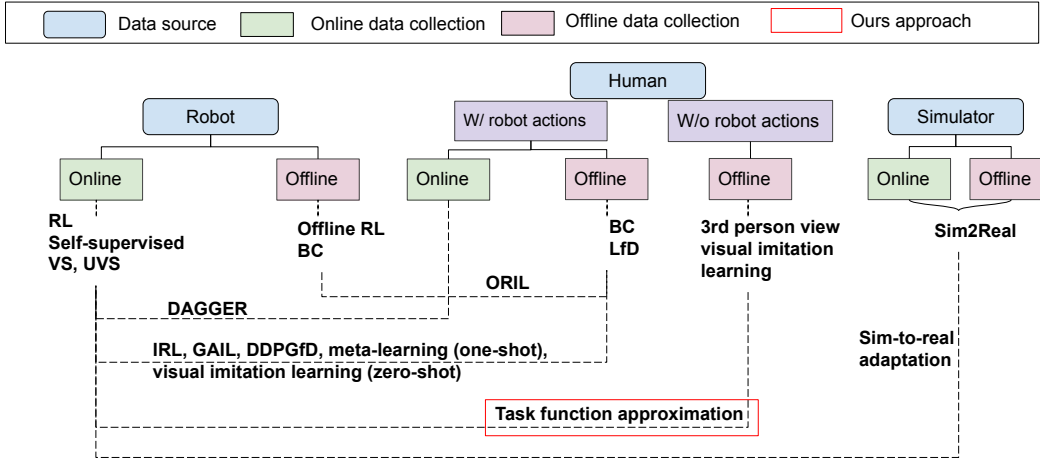 Data source
Online data collection
Offline data collection
Ours approach
Human
Robot
W/ robot actions
W/o robot actions
Simulator
Online
Offline
Online
Offline
Offline
Online
Offline
RL
Self-supervised
VS, UVS
Offline RL
BC
BC
LfD
3rd person view
visual imitation
learning
Sim2Real
ORIL
DAGGER
IRL, GAIL, DDPGfD, meta-learning (one-shot),
visual imitation learning (zero-shot)
Sim-to-real
adaptation
Task function approximation